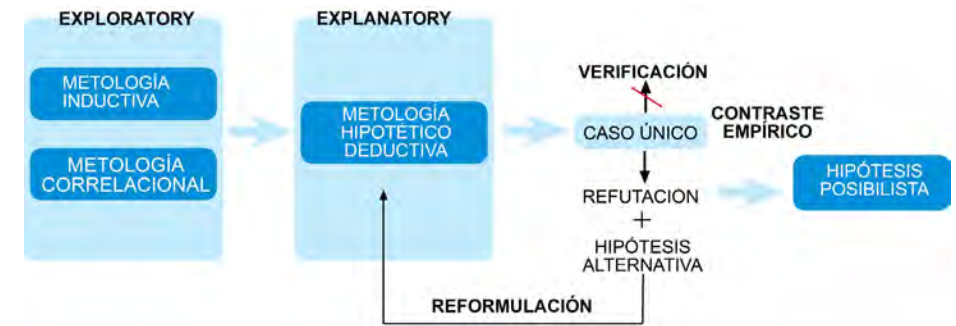 EXPLORATORY
METOLOGÍA
INDUCTIVA
METOLOGÍA
CORRELACIONAL
EXPLANATORY
METOLOGÍA
HIPOTÉTICO
DEDUCTIVA
VERIFICACIÓN
CASO ÚNICO
CONTRASTE
EMPÍRICO
REFUTACION
+
HIPÓTESIS
ALTERNATIVA
HIPÓTESIS
POSIBILISTA
REFORMULACIÓN